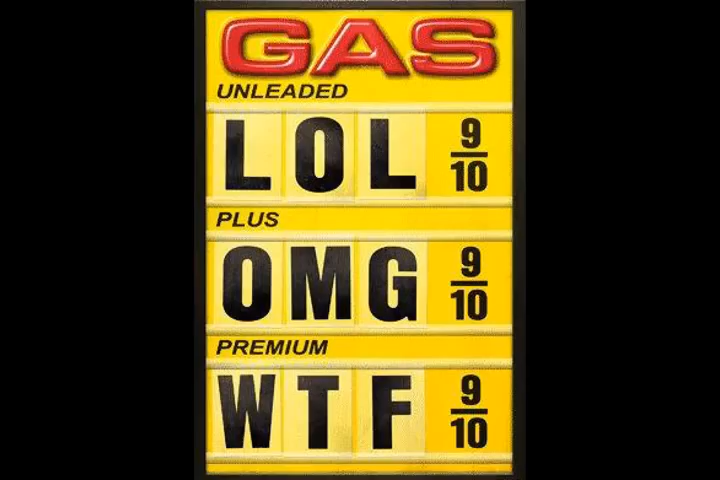 GAS
UNLEADED
LOL 9/10
PLUS
OMG 9/10
PREMIUM
WTF 9/10